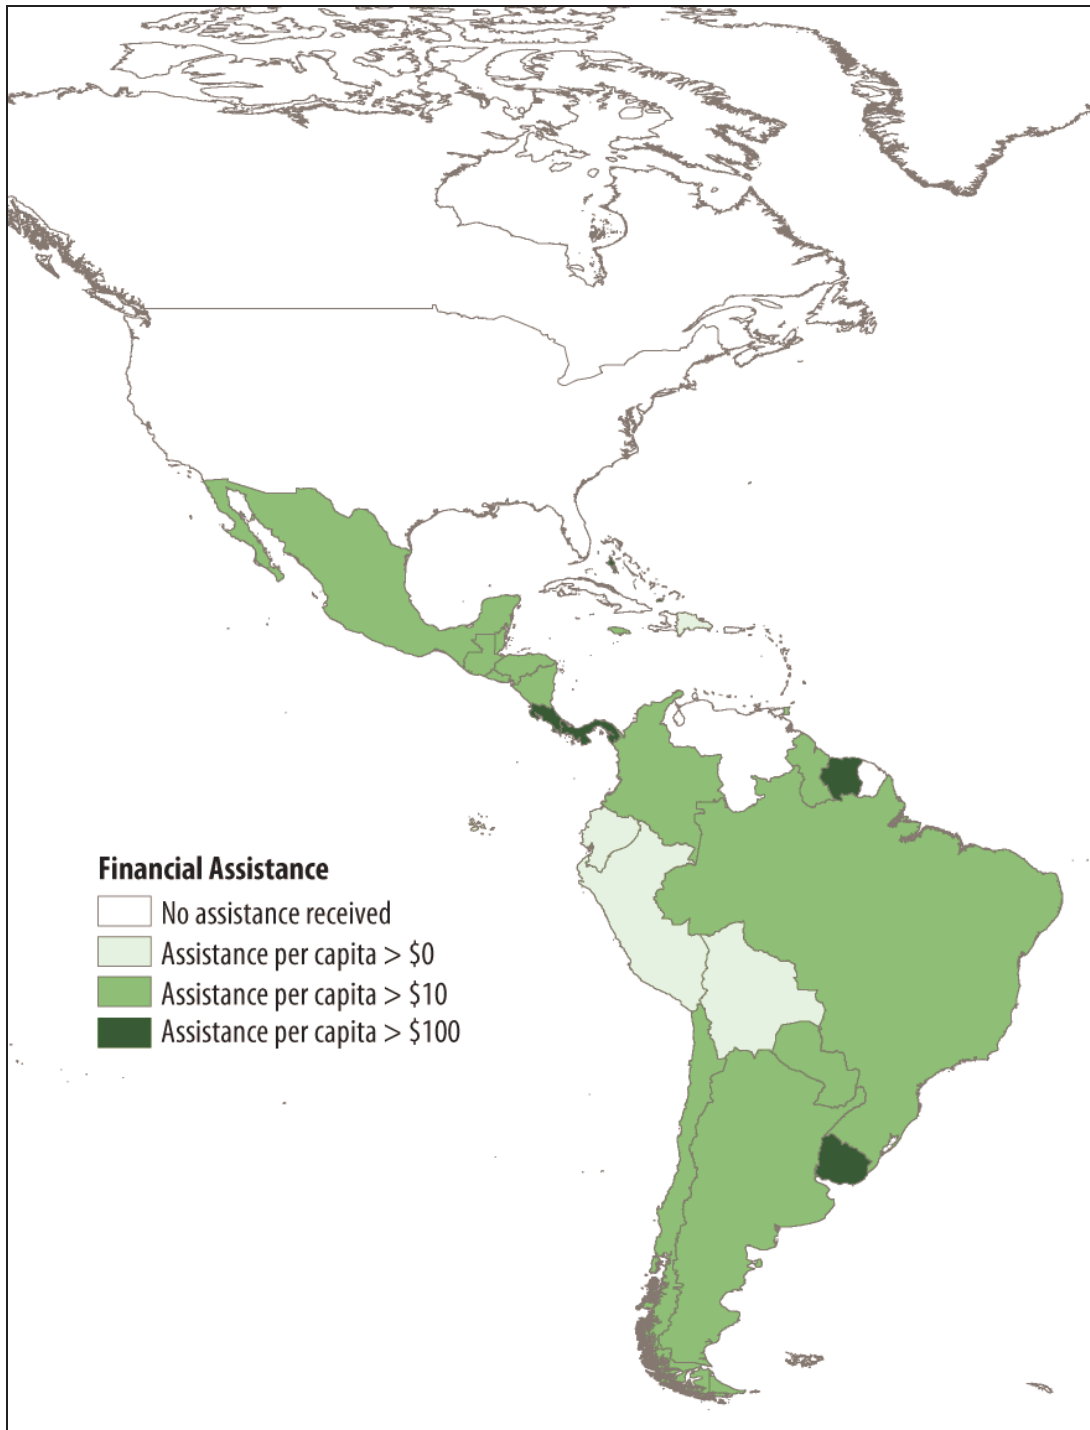 Financial Assistance
No assistance received
Assistance per capita > $0
Assistance per capita > $10
Assistance per capita > $100